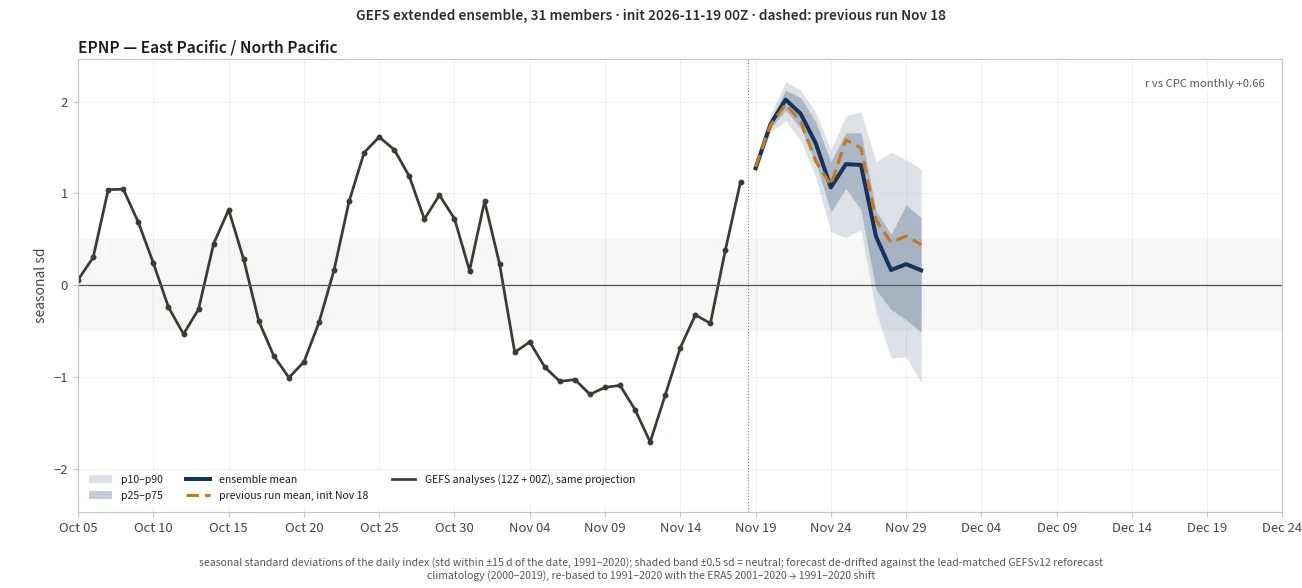 GEFS extended ensemble, 31 members · init 2026-11-19 00Z · dashed: previous run Nov 18
EPNP — East Pacific / North Pacific
r vs CPC monthly +0.66
seasonal sd
2
1
0
−1
−2
p10–p90
ensemble mean
GEFS analyses (12Z + 00Z), same projection
p25–p75
previous run mean, init Nov 18
Oct 05
Oct 10
Oct 15
Oct 20
Oct 25
Oct 30
Nov 04
Nov 09
Nov 14
Nov 19
Nov 24
Nov 29
Dec 04
Dec 09
Dec 14
Dec 19
Dec 24
seasonal standard deviations of the daily index (std within ±15 d of the date, 1991–2020); shaded band ±0.5 sd = neutral; forecast de-drifted against the lead-matched GEFSv12 reforecast
climatology (2000–2019), re-based to 1991–2020 with the ERA5 2001–2020 → 1991–2020 shift